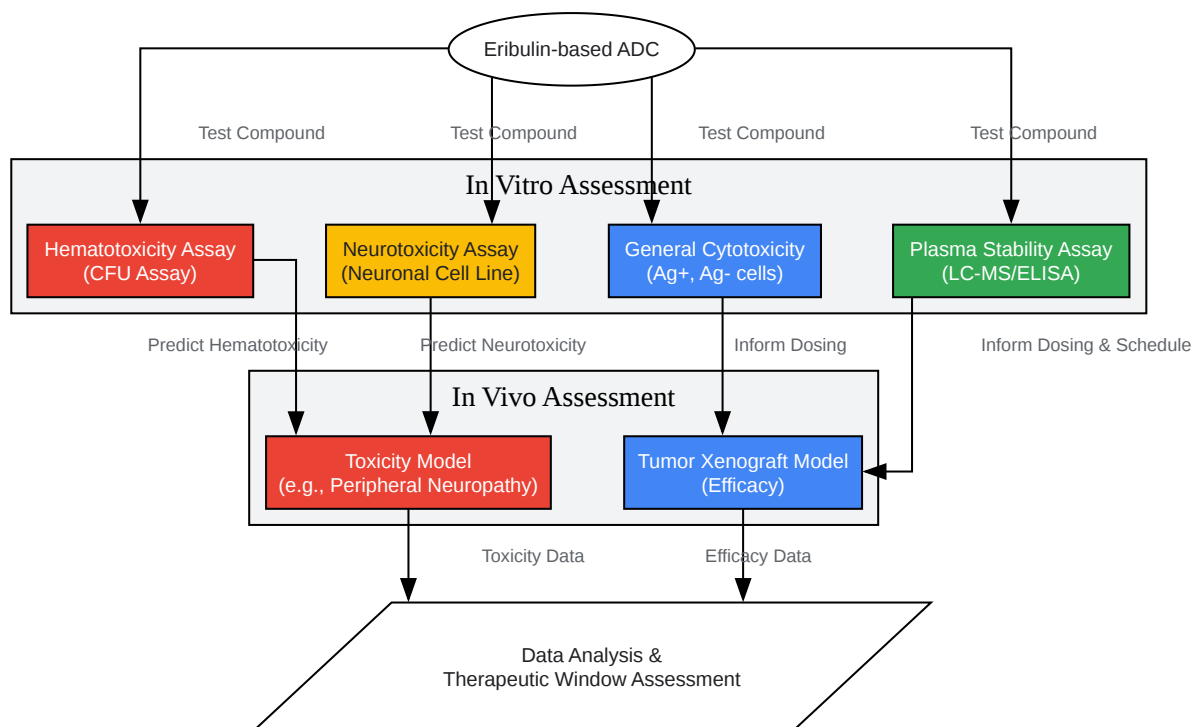 Eribulin-based ADC
Test Compound
Test Compound
Test Compound
Test Compound
In Vitro Assessment
Hematotoxicity Assay
(CFU Assay)
Neurotoxicity Assay
(Neuronal Cell Line)
General Cytotoxicity
(Ag+, Ag- cells)
Plasma Stability Assay
(LC-MS/ELISA)
Predict Hematotoxicity
Predict Neurotoxicity
Inform Dosing
Inform Dosing & Schedule
In Vivo Assessment
Toxicity Model
(e.g., Peripheral Neuropathy)
Tumor Xenograft Model
(Efficacy)
Toxicity Data
Efficacy Data
Data Analysis &
Therapeutic Window Assessment